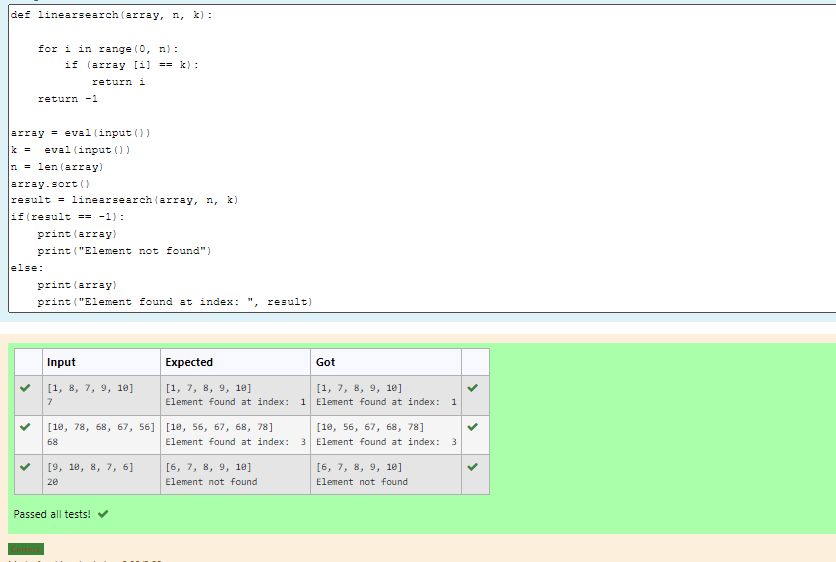 def linearsearch(array, n, k):
    for i in range(0, n):
        if (array [i] == k):
            return i
    return -1
array = eval(input())
k =  eval(input())
n = len(array)
array.sort()
result = linearsearch(array, n, k)
if(result == -1):
    print(array)
    print("Element not found")
else:
    print(array)
    print("Element found at index: ", result)
Input Expected Got
[1, 8, 7, 9, 10] [1, 7, 8, 9, 10] [1, 7, 8, 9, 10]
7 Element found at index:  1 Element found at index:  1
[10, 78, 68, 67, 56] [10, 56, 67, 68, 78] [10, 56, 67, 68, 78]
68 Element found at index:  3 Element found at index:  3
[9, 10, 8, 7, 6] [6, 7, 8, 9, 10] [6, 7, 8, 9, 10]
20 Element not found Element not found
Passed all tests!